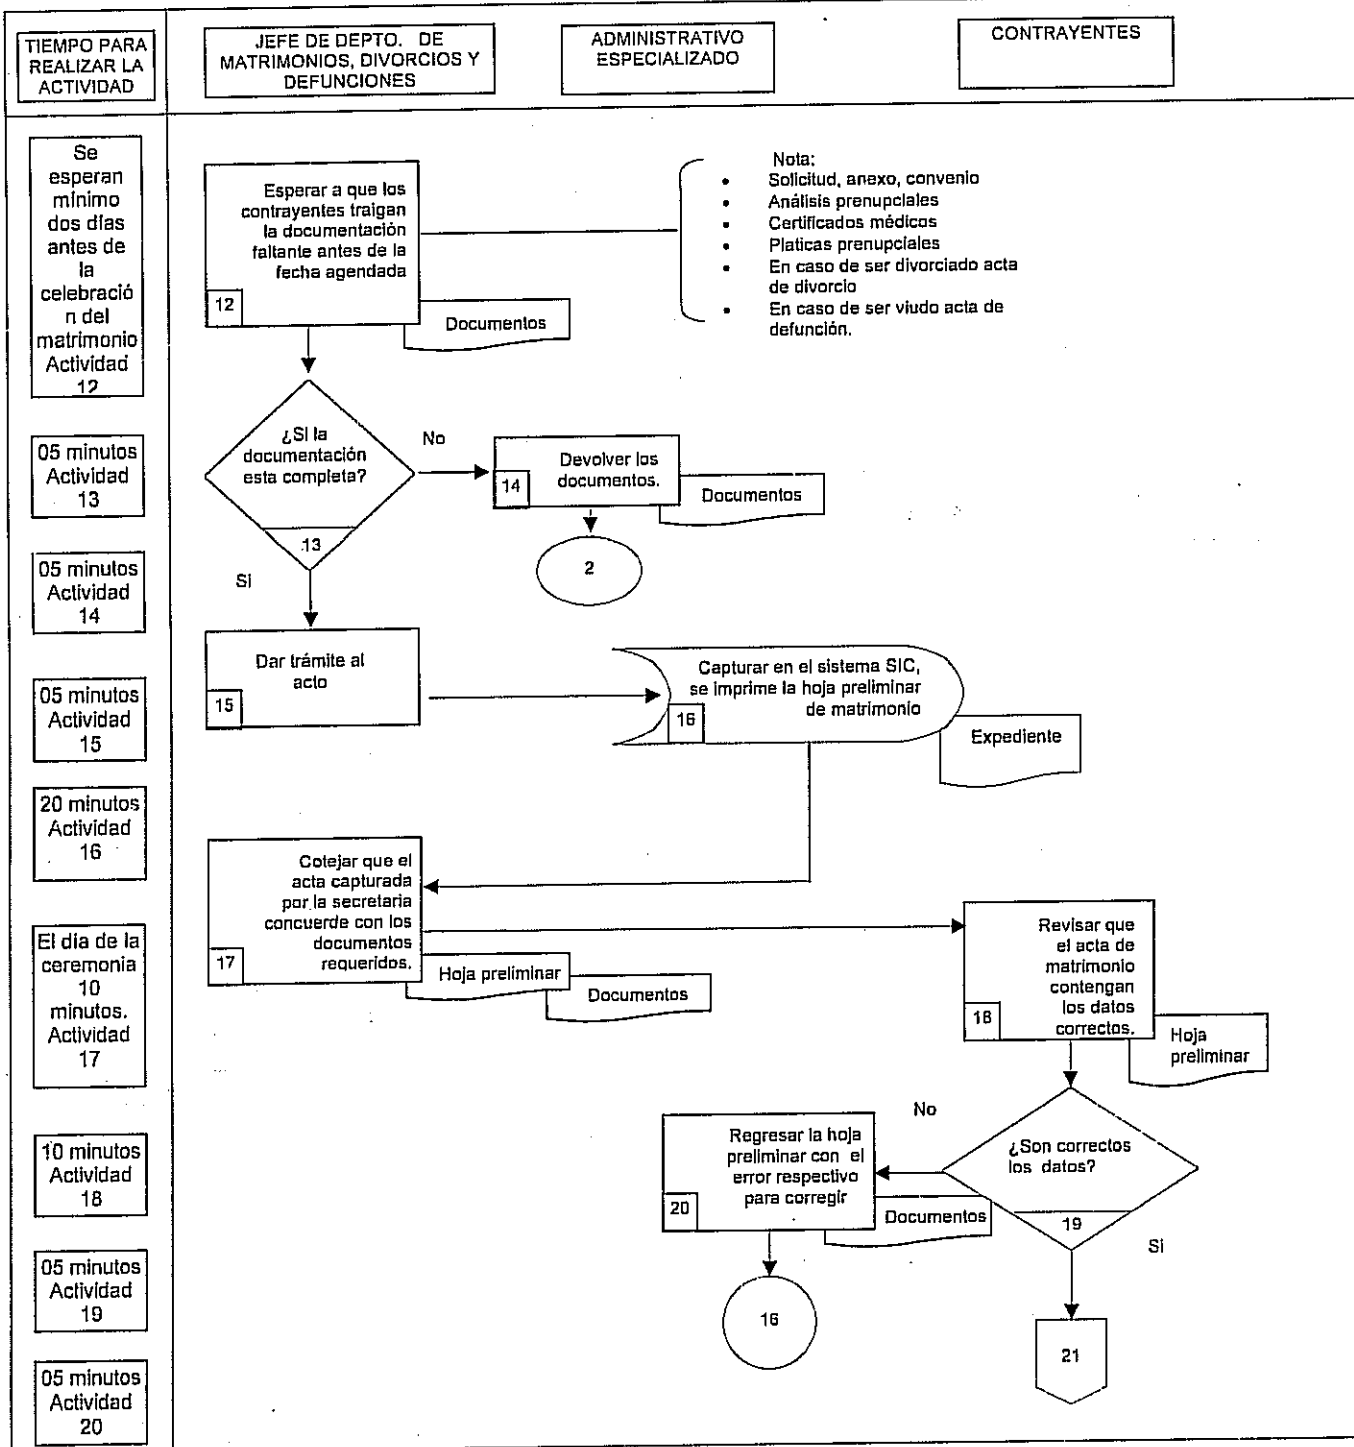 TIEMPO PARA
REALIZAR LA
ACTIVIDAD
JEFE DE DEPTO. DE
MATRIMONIOS, DIVORCIOS Y
DEFUNCIONES
ADMINISTRATIVO
ESPECIALIZADO
CONTRAYENTES
Se
esperan
mínimo
dos días
antes de
la
celebració
n del
matrimonio
Actividad
12
Esperar a que los
contrayentes traigan
la documentación
faltante antes de la
fecha agendada
12
Documentos
Nota:
• Solicitud, anexo, convenio
• Análisis prenupciales
• Certificados médicos
• Platicas prenupciales
• En caso de ser divorciado acta
de divorcio
• En caso de ser viudo acta de
defunción.
05 minutos
Actividad
13
¿Si la
documentación
esta completa?
13
No
Si
Devolver los
documentos.
14
Documentos
2
05 minutos
Actividad
14
Dar trámite al
acto
15
Capturar en el sistema SIC,
se imprime la hoja preliminar
de matrimonio
16
Expediente
05 minutos
Actividad
15
20 minutos
Actividad
16
Cotejar que el
acta capturada
por la secretaria
concuerde con los
documentos
requeridos.
17
Hoja preliminar
Documentos
Revisar que
el acta de
matrimonio
contengan
los datos
correctos.
18
Hoja
preliminar
El día de la
ceremonia
10
minutos.
Actividad
17
10 minutos
Actividad
18
No
¿Son correctos
los datos?
19
Si
Regresar la hoja
preliminar con el
error respectivo
para corregir
20
Documentos
16
21
05 minutos
Actividad
19
05 minutos
Actividad
20